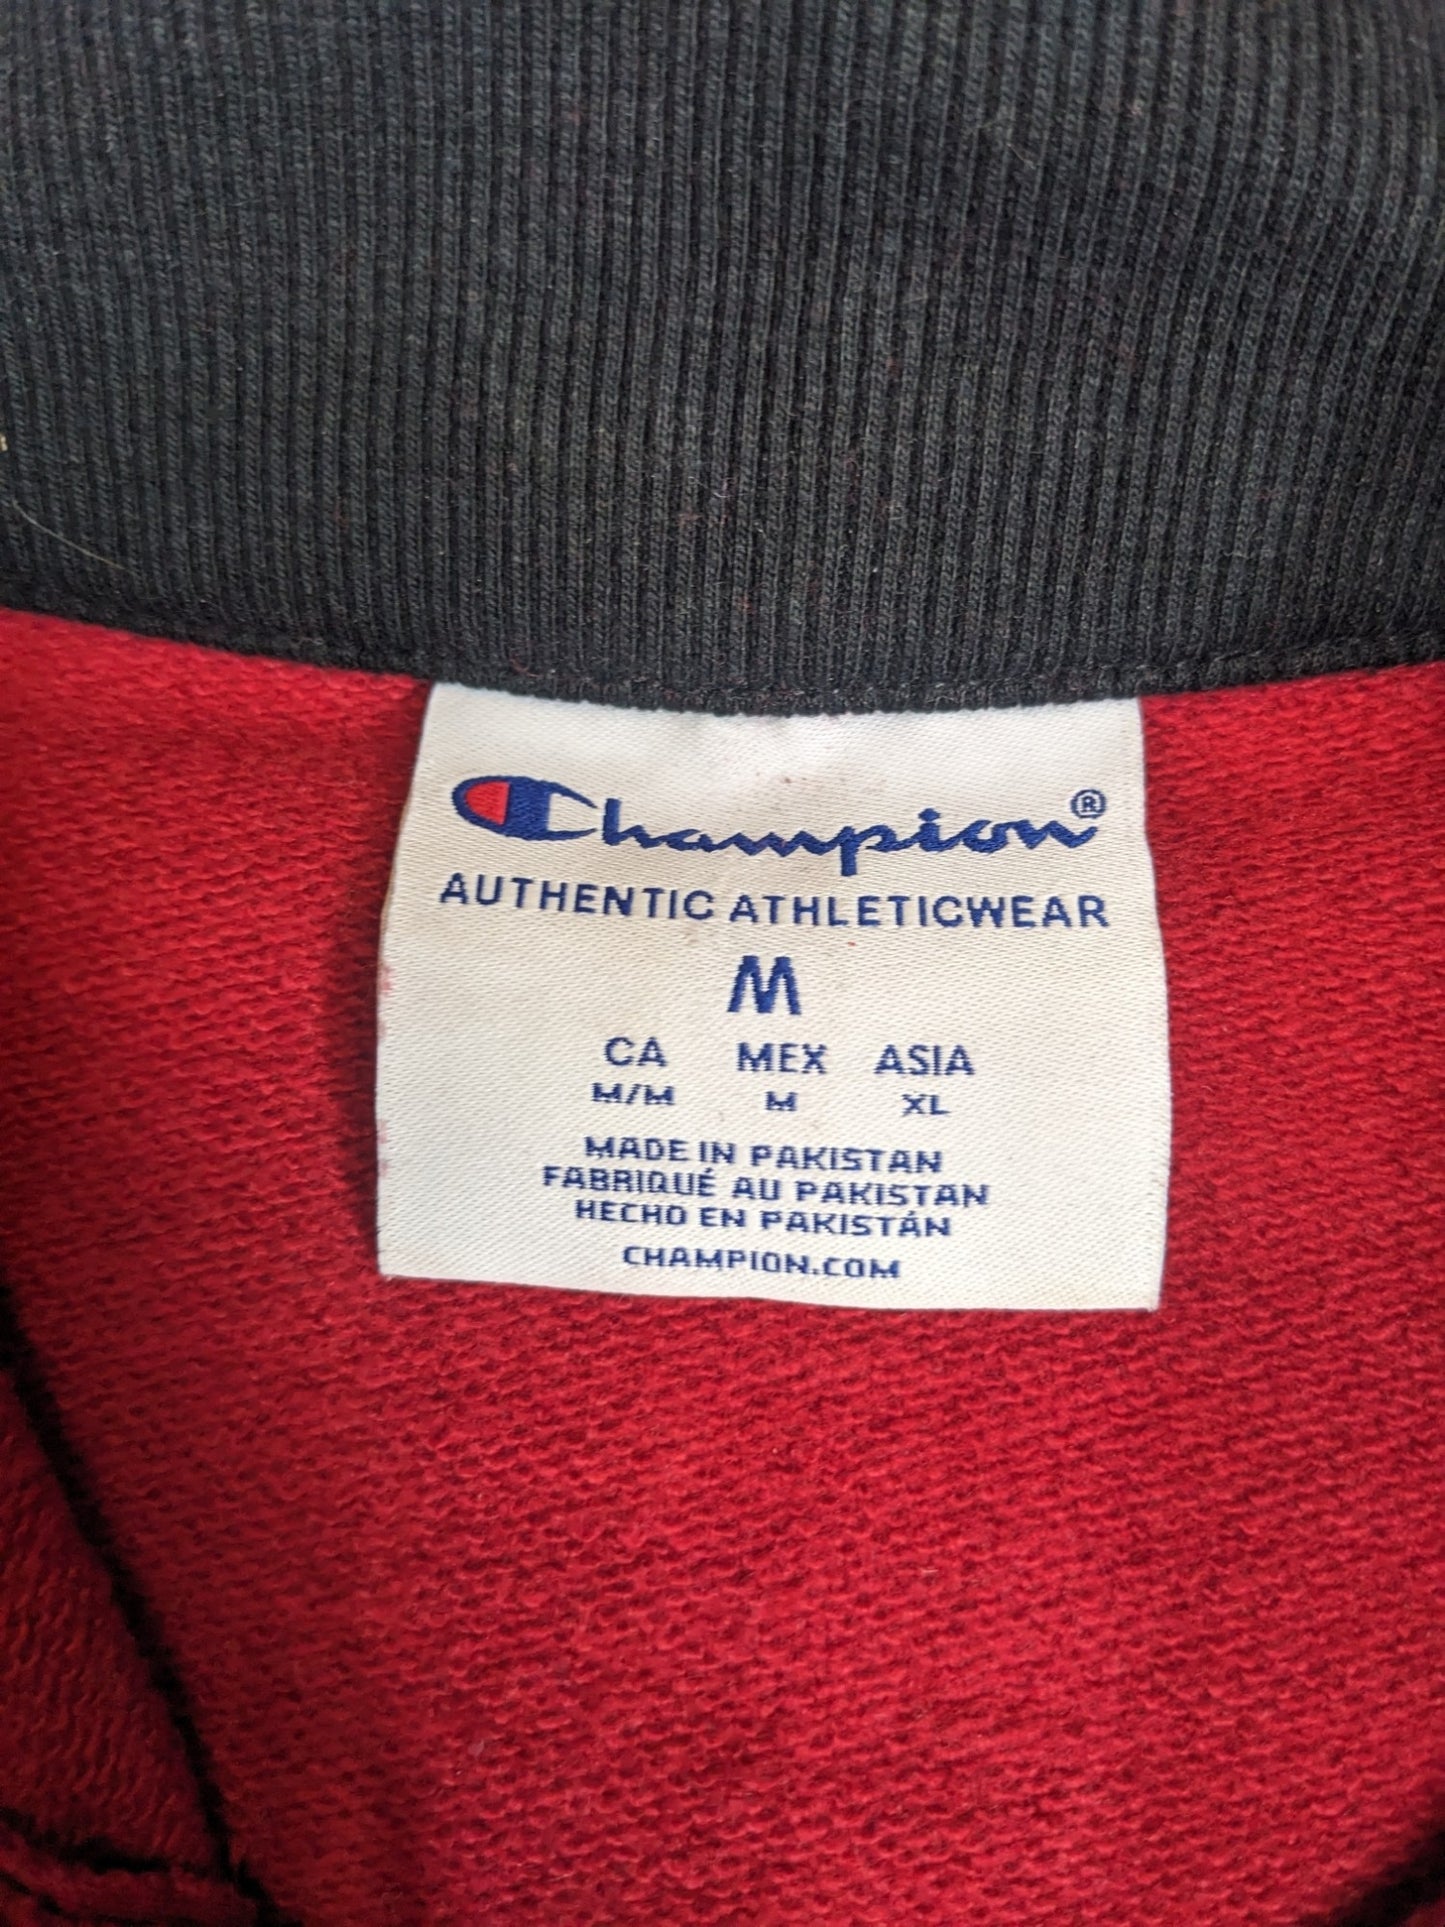 Champion®
AUTHENTIC ATHLETICWEAR
M
CA MEX ASIA
M/M M XL
MADE IN PAKISTAN
FABRIQUÉ AU PAKISTAN
HECHO EN PAKISTÁN
CHAMPION.COM